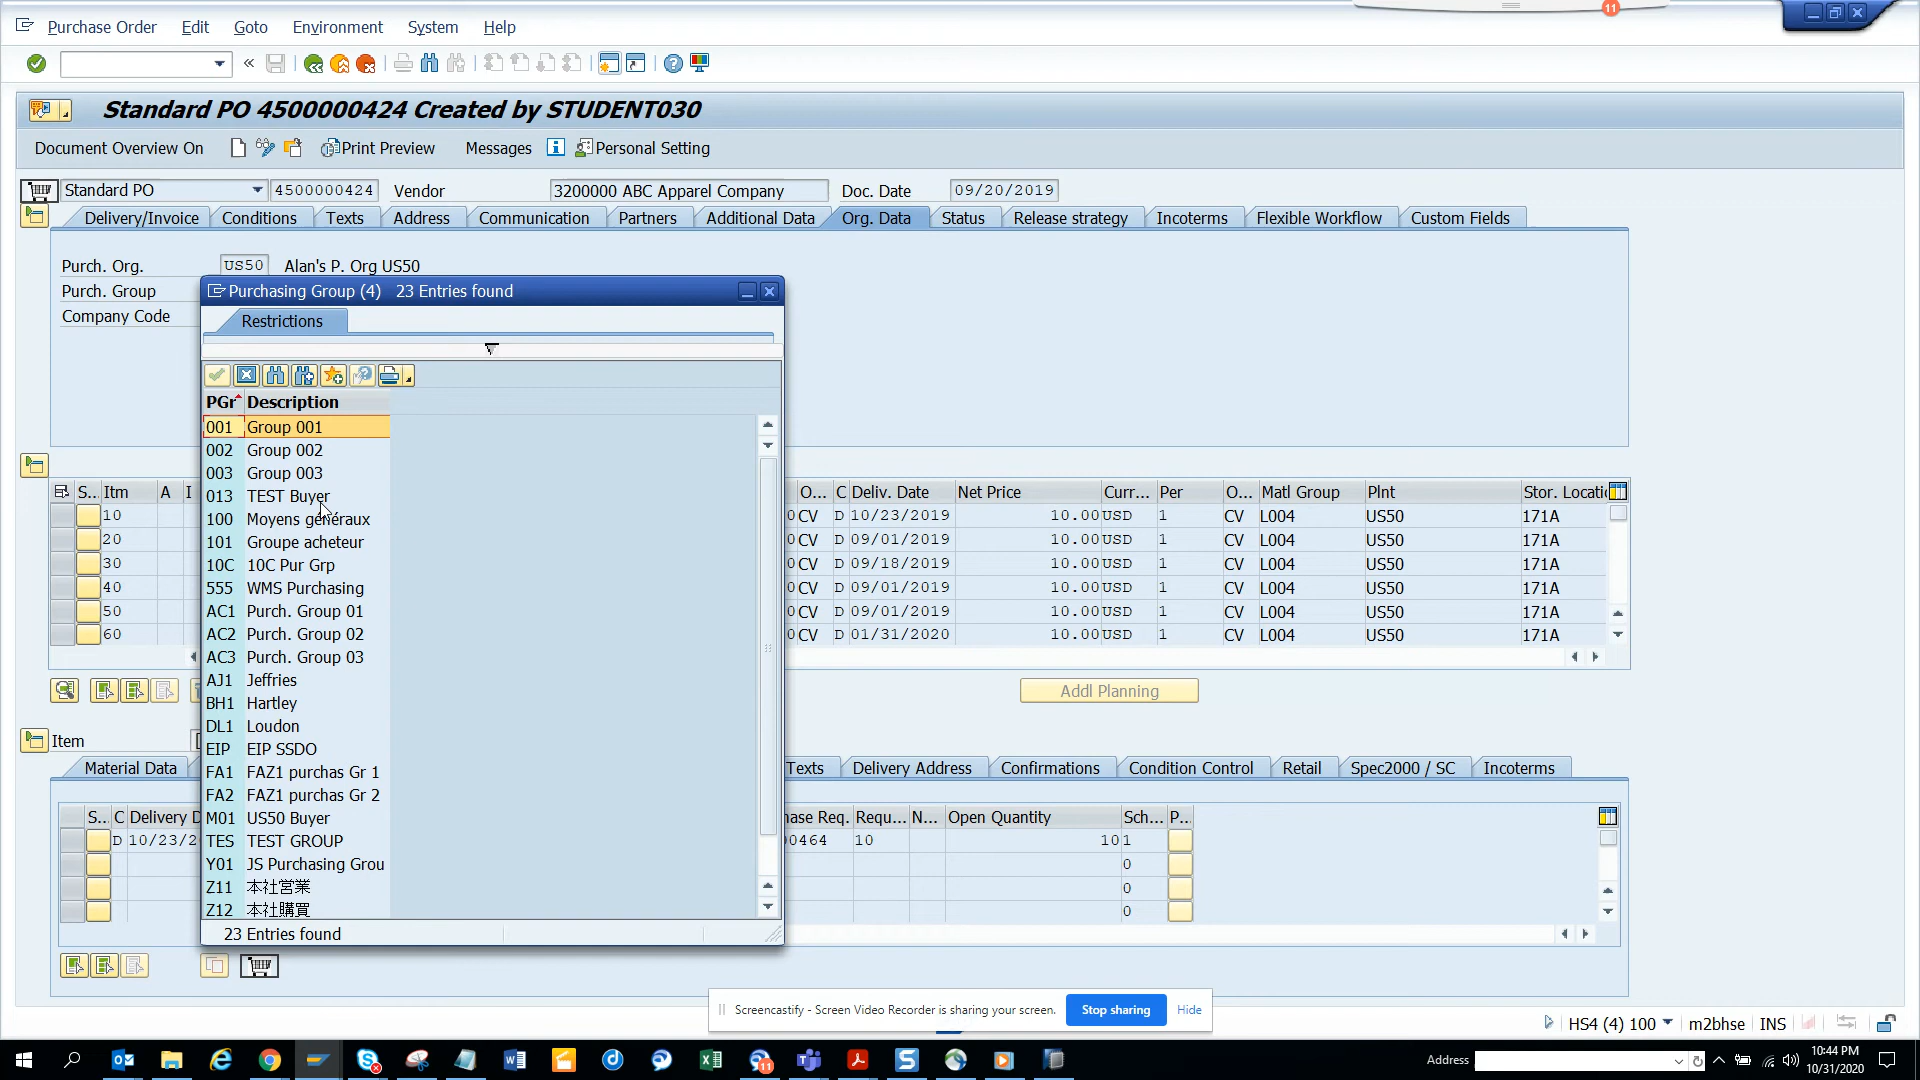 Purchase Order Edit Goto Environment System Help
11
«
Standard PO 4500000424 Created by STUDENT030
Document Overview On Print Preview Messages Personal Setting
Standard PO 4500000424 Vendor 3200000 ABC Apparel Company Doc. Date 09/20/2019
Delivery/Invoice Conditions Texts Address Communication Partners Additional Data Org. Data Status Release strategy Incoterms Flexible Workflow Custom Fields
Purch. Org. US50 Alan's P. Org US50
Purch. Group
Company Code
Purchasing Group (4) 23 Entries found
Restrictions
PGr Description
001 Group 001
002 Group 002
003 Group 003
013 TEST Buyer
100 Moyens généraux
101 Groupe acheteur
10C 10C Pur Grp
555 WMS Purchasing
AC1 Purch. Group 01
AC2 Purch. Group 02
AC3 Purch. Group 03
AJ1 Jeffries
BH1 Hartley
DL1 Loudon
EIP EIP SSDO
FA1 FAZ1 purchas Gr 1
FA2 FAZ1 purchas Gr 2
M01 US50 Buyer
TES TEST GROUP
Y01 JS Purchasing Grou
Z11 本社営業
Z12 本社購買
23 Entries found
S... Itm A I O... C Deliv. Date Net Price Curr... Per O... Matl Group Plnt Stor. Locatio
10 0 CV D 10/23/2019 10.00 USD 1 CV L004 US50 171A
20 0 CV D 09/01/2019 10.00 USD 1 CV L004 US50 171A
30 0 CV D 09/18/2019 10.00 USD 1 CV L004 US50 171A
40 0 CV D 09/01/2019 10.00 USD 1 CV L004 US50 171A
50 0 CV D 09/01/2019 10.00 USD 1 CV L004 US50 171A
60 0 CV D 01/31/2020 10.00 USD 1 CV L004 US50 171A
Addl Planning
Item
Material Data Texts Delivery Address Confirmations Condition Control Retail Spec2000 / SC Incoterms
S... C Delivery D hase Req. Requ... N... Open Quantity Sch... P...
D 10/23/2 00464 10 10 1
0
0
0
Screencastify - Screen Video Recorder is sharing your screen. Stop sharing Hide
HS4 (4) 100 m2bhse INS
Address 10:44 PM
10/31/2020